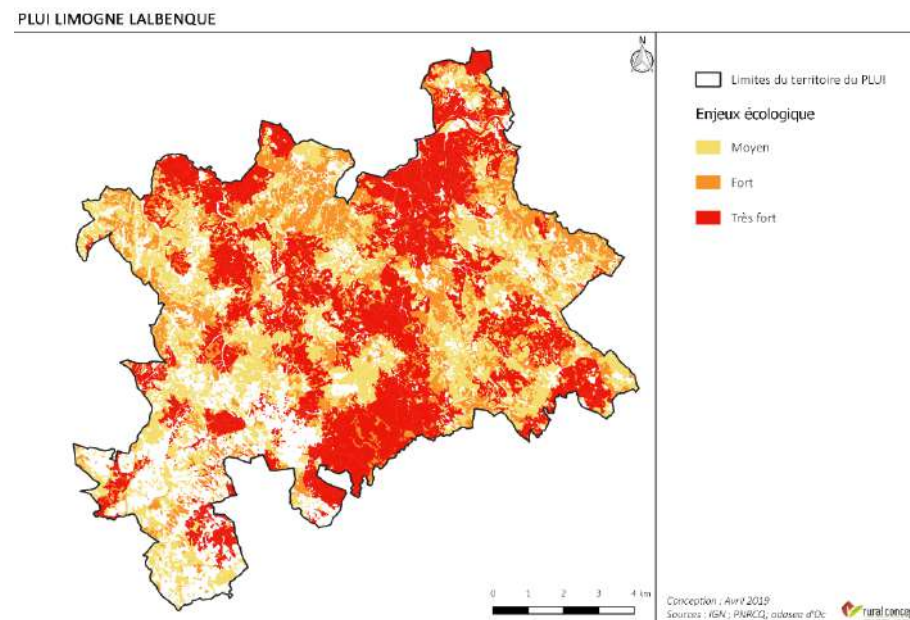 PLUI LIMOGNE LALBENQUE
N
Limites du territoire du PLUI
Enjeux écologique
Moyen
Fort
Très fort
0 1 2 3 4 km
Conception : Avril 2019
Sources : IGN ; PNRCQ; adasea d'Oc
rural concep